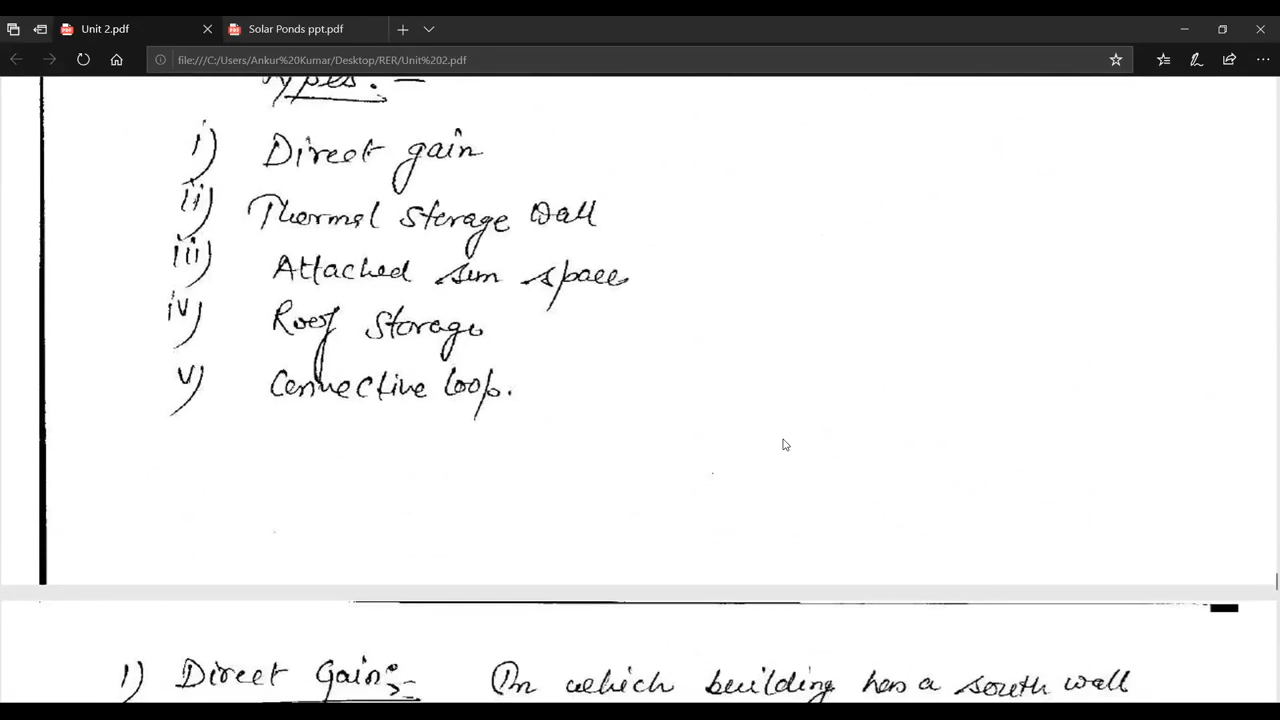 Unit 2.pdf
Solar Ponds ppt.pdf
file:///C:/Users/Ankur%20Kumar/Desktop/RER/Unit%202.pdf
Types:-
i) Direct gain
ii) Thermal storage wall
iii) Attached sun space
iv) Roof storage
v) Connective loop.
1) Direct Gain:- In which building has a south wall